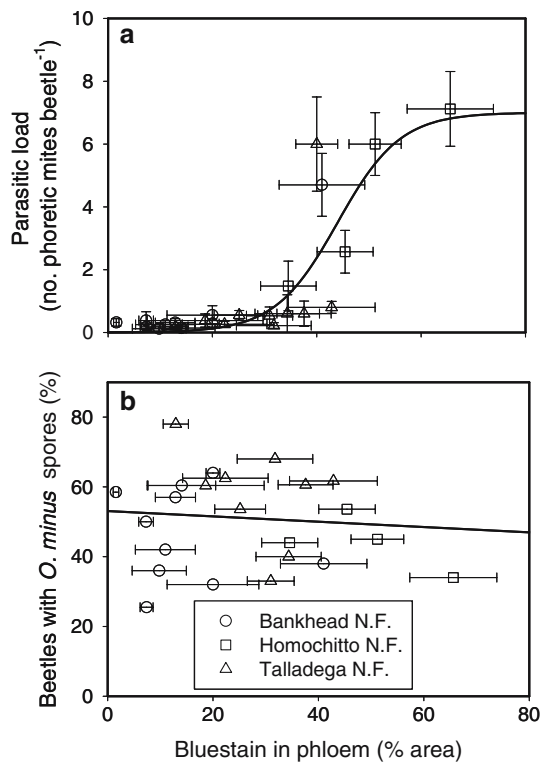 a
Parasitic load
(no. phoretic mites beetle⁻¹)
10
8
6
4
2
0
b
Beetles with O. minus spores (%)
80
60
40
20
0
Bankhead N.F.
Homochitto N.F.
Talladega N.F.
0 20 40 60 80
Bluestain in phloem (% area)